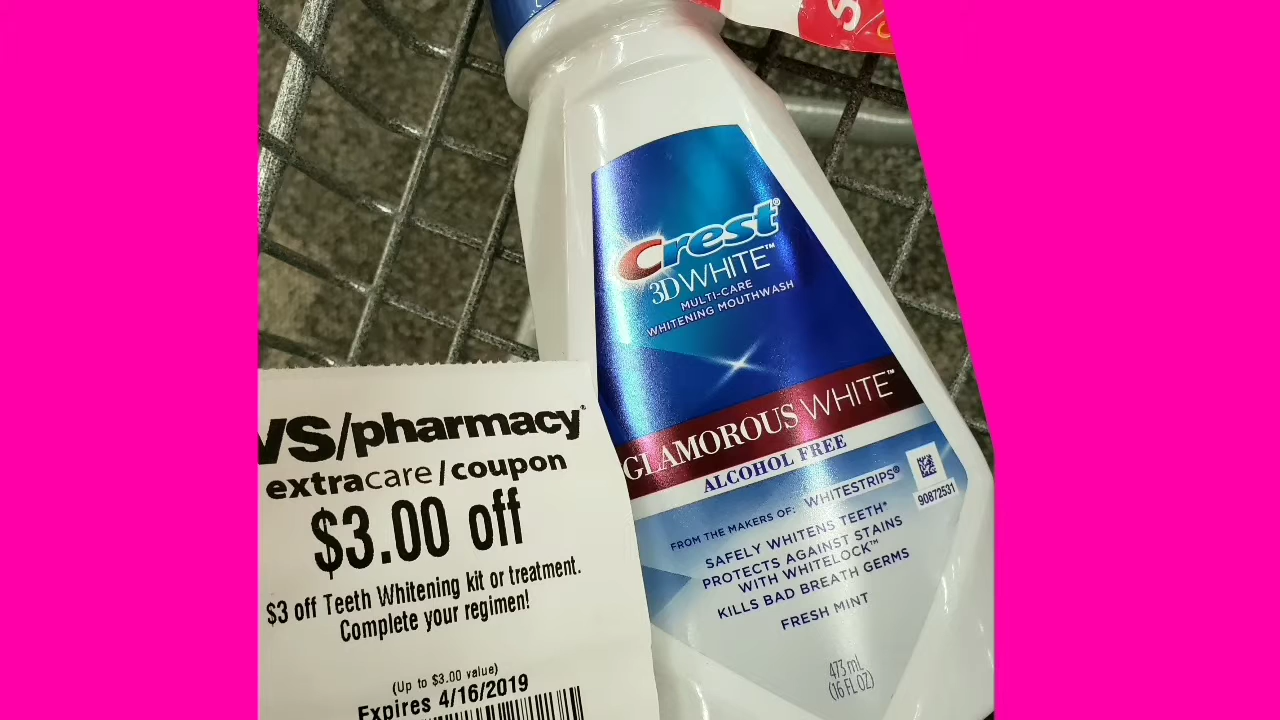 Crest®
3D WHITE™
MULTI-CARE
WHITENING MOUTHWASH
GLAMOROUS WHITE™
ALCOHOL FREE
FROM THE MAKERS OF: WHITESTRIPS®
90872531
SAFELY WHITENS TEETH*
PROTECTS AGAINST STAINS
WITH WHITELOCK™
KILLS BAD BREATH GERMS
FRESH MINT
473 mL
(16 FL OZ)
VS/pharmacy®
extracare/coupon
$3.00 off
$3 off Teeth Whitening kit or treatment.
Complete your regimen!
(Up to $3.00 value)
Expires 4/16/2019